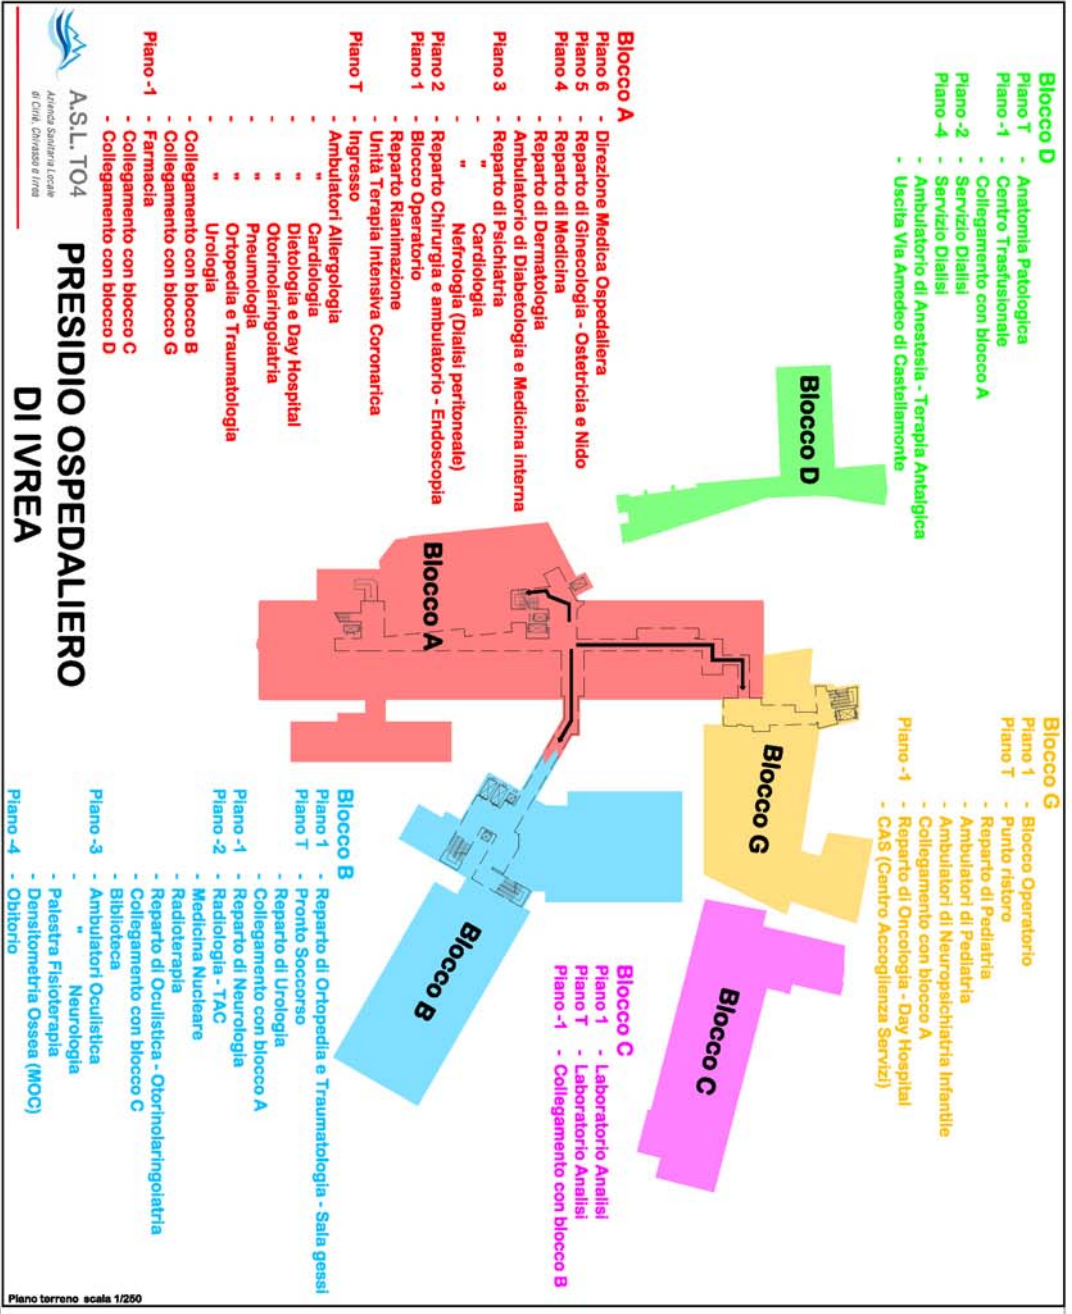 Blocco D
Piano T - Anatomia Patologica
Piano -1 - Centro Trasfusionale
- Collegamento con blocco A
Piano -2 - Servizio Dialisi
Piano -4 - Servizio Dialisi
- Ambulatorio di Anestesia - Terapia Antalgica
- Uscita Via Amedeo di Castellamonte
Blocco G
Piano 1 - Blocco Operatorio
Piano T - Punto ristoro
- Reparto di Pediatria
- Ambulatori di Pediatria
- Ambulatori di Neuropsichiatria Infantile
- Collegamento con blocco A
Piano -1 - Reparto di Oncologia - Day Hospital
- CAS (Centro Accoglienza Servizi)
Blocco D
Blocco G
Blocco C
Blocco A
Blocco B
Blocco A
Piano 6 - Direzione Medica Ospedaliera
Piano 5 - Reparto di Ginecologia - Ostetricia e Nido
Piano 4 - Reparto di Medicina
- Reparto di Dermatologia
- Ambulatorio di Diabetologia e Medicina interna
Piano 3 - Reparto di Psichiatria
- " Cardiologia
- " Nefrologia (Dialisi peritoneale)
Piano 2 - Reparto Chirurgia e ambulatorio - Endoscopia
Piano 1 - Blocco Operatorio
- Reparto Rianimazione
- Unità Terapia Intensiva Coronarica
Piano T - Ingresso
- Ambulatori Allergologia
- " Cardiologia
- " Dietologia e Day Hospital
- " Otorinolaringoiatria
- " Pneumologia
- " Ortopedia e Traumatologia
- " Urologia
- Collegamento con blocco B
- Collegamento con blocco G
Piano -1 - Farmacia
- Collegamento con blocco C
- Collegamento con blocco D
Blocco C
Piano 1 - Laboratorio Analisi
Piano T - Laboratorio Analisi
Piano -1 - Collegamento con blocco B
Blocco B
Piano 1 - Reparto di Ortopedia e Traumatologia - Sala gessi
Piano T - Pronto Soccorso
- Reparto di Urologia
- Collegamento con blocco A
Piano -1 - Reparto di Neurologia
Piano -2 - Radiologia - TAC
- Medicina Nucleare
- Radioterapia
- Reparto di Oculistica - Otorinolaringoiatria
- Collegamento con blocco C
- Biblioteca
Piano -3 - Ambulatori Oculistica
- " Neurologia
- Palestra Fisioterapia
- Densitometria Ossea (MOC)
Piano -4 - Obitorio
A.S.L. TO4
Azienda Sanitaria Locale
di Ciriè, Chivasso e Ivrea
PRESIDIO OSPEDALIERO
DI IVREA
Piano terreno scala 1/250